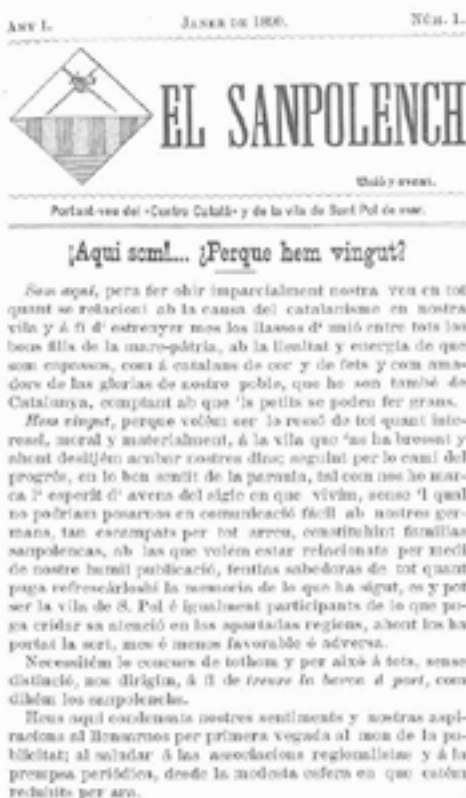 ANY I. JANER DE 1890. NÚM. 1.
EL SANPOLENCH
Unió y avant.
Portant-veu del «Centro Catalá» y de la vila de Sant Pol de mar.
¡Aqui som!... ¿Perque hem vingut?
Som aquí, pera fer ohir imparcialment nostra veu en tot
quant se relacioni ab la causa del catalanisme en nostra
vila y á fi d' estrenyer mes los llassos d' unió entre tots los
bons fills de la mare-pátria, ab la llealtat y energía de que
som capassos, com á catalans de cor y de fets y com ama-
dors de las glorias de nostre poble, que ho son també de
Catalunya, comptant ab que 'ls petits se poden fer grans.
Hem vingut, perque volém ser lo ressó de tot quant inte-
ressi, moral y materialment, á la vila que 'ns ha bressat y
ahont desitjém acabar nostres dias; seguint per lo camí del
progrés, en lo bon sentit de la paraula, tal com nos ho mar-
ca l' esperit d' avens del sigle en que vivím, sense 'l qual
no podriam posarnos en comunicació fácil ab nostres ger-
mans, tan escampats per tot arreu, constituhint familias
sanpolencas, ab las que volém estar relacionats per medi
de nostre humil publicació, fentlas sabedoras de tot quant
puga refrescárloshi la memoria de lo que ha sigut, es y pot
ser la vila de S. Pol é igualment participants de lo que pu-
ga cridar sa atenció en las apartadas regions, ahont los ha
portat la sort, mes ó menos favorable ó adversa.
Necessitém lo concurs de tothom y per aixó á tots, sense
distinció, nos dirigím, á fi de treure la barca á port, com
dihém los sanpolenchs.
Heus aquí condensats nostres sentiments y nostras aspi-
racions al llensarnos per primera vegada al mon de la pu-
blicitat; al saludar á las associacions regionalistas y á la
premsa periódica, desde la modesta esfera en que estém
reduhits per ara.